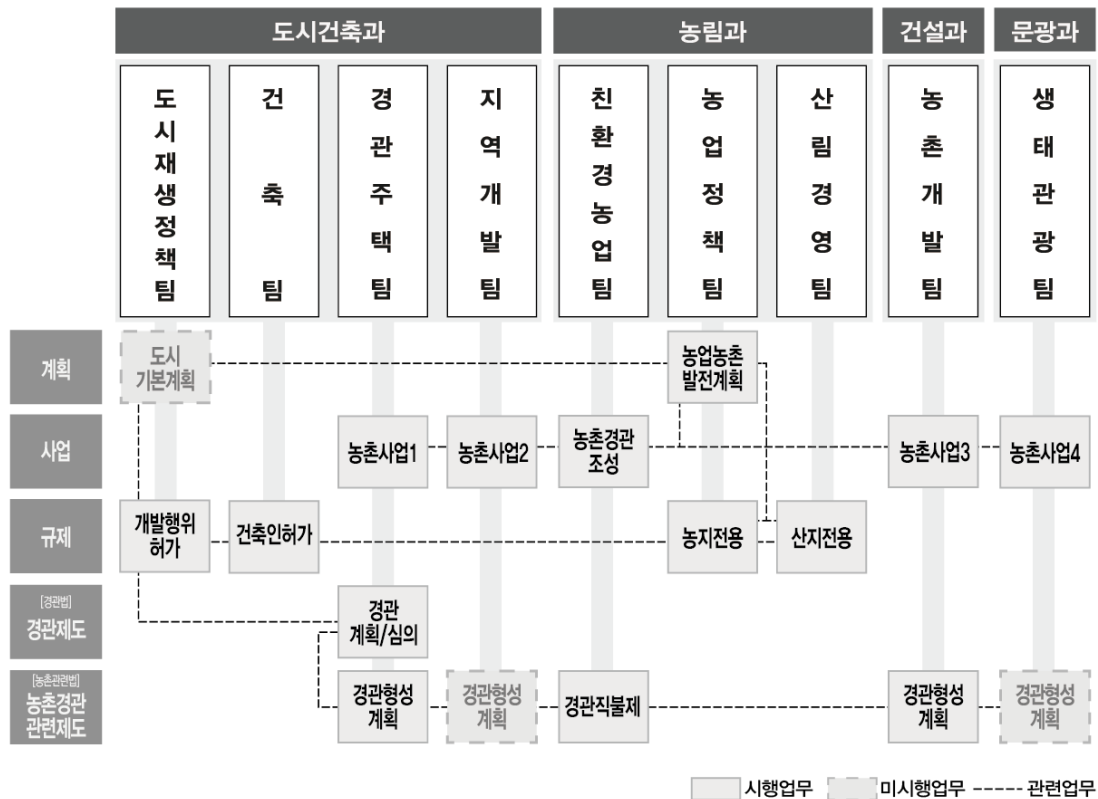 도시건축과 농림과 건설과 문광과
도시재생정책팀 건축팀 경관주택팀 지역개발팀 친환경농업팀 농업정책팀 산림경영팀 농촌개발팀 생태관광팀
계획
도시
기본계획
농업농촌
발전계획
사업
농촌사업1
농촌사업2
농촌경관
조성
농촌사업3
농촌사업4
규제
개발행위
허가
건축인허가
농지전용
산지전용
[경관법]
경관제도
경관
계획/심의
[농촌관련법]
농촌경관
관련제도
경관형성
계획
경관형성
계획
경관직불제
경관형성
계획
경관형성
계획
시행업무 미시행업무 관련업무